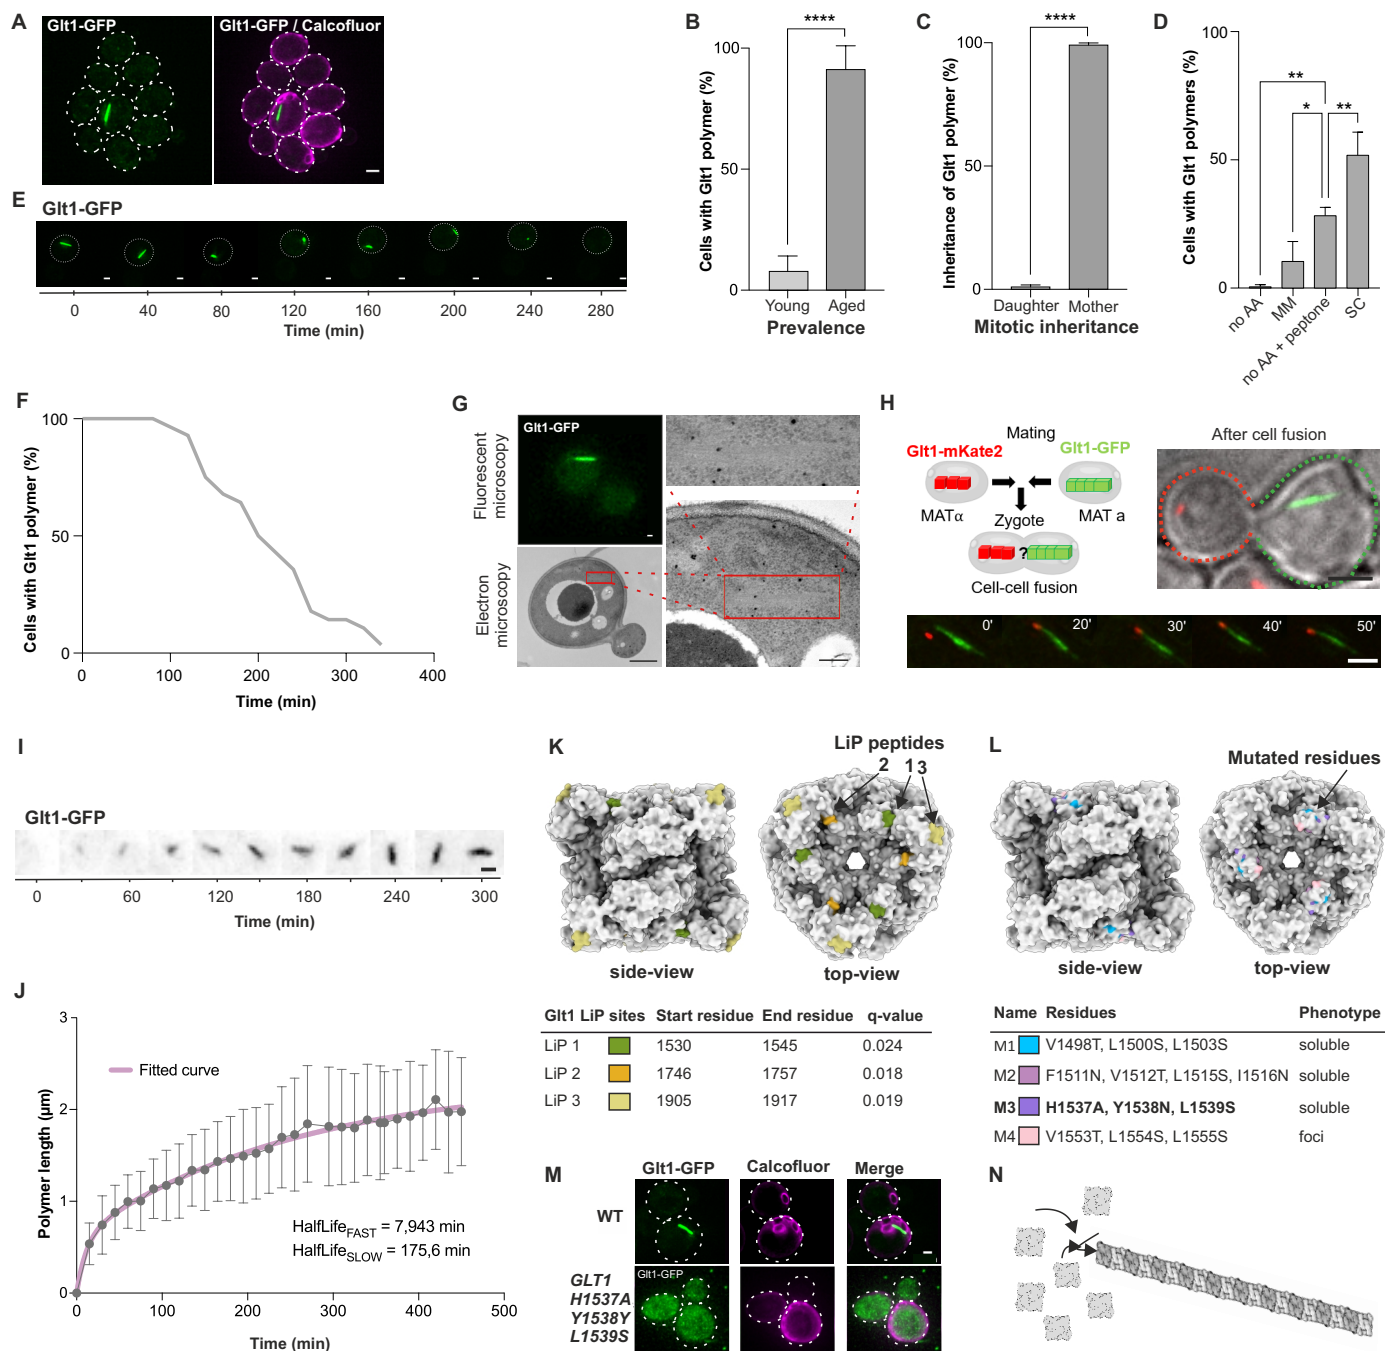 A
Glt1-GFP
Glt1-GFP / Calcofluor
B
Cells with Glt1 polymer (%)
100
50
0
****
Young
Aged
Prevalence
C
Inheritance of Glt1 polymer (%)
100
50
0
****
Daughter
Mother
Mitotic inheritance
D
Cells with Glt1 polymers (%)
100
50
0
**
*
**
no AA
MM
no AA + peptone
SC
E
Glt1-GFP
0 40 80 120 160 200 240 280
Time (min)
F
Cells with Glt1 polymer (%)
100
50
0
0 100 200 300 400
Time (min)
G
Fluorescent
microscopy
Glt1-GFP
Electron
microscopy
H
Mating
Glt1-mKate2
Glt1-GFP
MATα
MAT a
Zygote
?
Cell-cell fusion
After cell fusion
0' 20' 30' 40' 50'
I
Glt1-GFP
0 60 120 180 240 300
Time (min)
J
Polymer length (µm)
3
2
1
0
Fitted curve
HalfLifeFAST = 7,943 min
HalfLifeSLOW = 175,6 min
0 100 200 300 400 500
Time (min)
K
LiP peptides
2 1 3
side-view
top-view
Glt1 LiP sites Start residue End residue q-value
LiP 1 1530 1545 0.024
LiP 2 1746 1757 0.018
LiP 3 1905 1917 0.019
L
Mutated residues
side-view
top-view
Name Residues Phenotype
M1 V1498T, L1500S, L1503S soluble
M2 F1511N, V1512T, L1515S, I1516N soluble
M3 H1537A, Y1538N, L1539S soluble
M4 V1553T, L1554S, L1555S foci
M
Glt1-GFP Calcofluor Merge
WT
Glt1-GFP
GLT1
H1537A
Y1538Y
L1539S
N